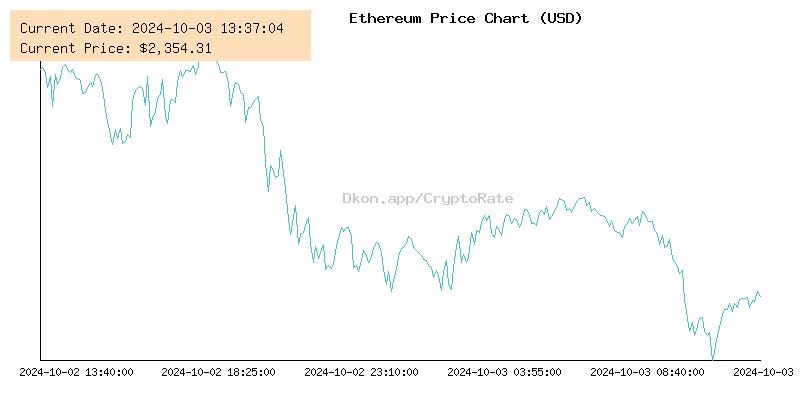 Ethereum Price Chart (USD)
Current Date: 2024-10-03 13:37:04
Current Price: $2,354.31
Dkon.app/CryptoRate
2024-10-02 13:40:00 2024-10-02 18:25:00 2024-10-02 23:10:00 2024-10-03 03:55:00 2024-10-03 08:40:00 2024-10-03